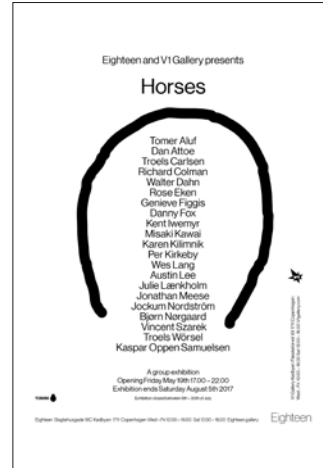 Eighteen and V1 Gallery presents
Horses
Tomer Aluf
Dan Attoe
Troels Carlsen
Richard Colman
Walter Dahn
Rose Eken
Genieve Figgis
Danny Fox
Kent Iwemyr
Misaki Kawai
Karen Kilimnik
Per Kirkeby
Wes Lang
Austin Lee
Julie Lænkholm
Jonathan Meese
Jockum Nordström
Bjørn Nørgaard
Vincent Szarek
Troels Wörsel
Kaspar Oppen Samuelsen
A group exhibition
Opening Friday May 19th 17.00 – 22.00
Exhibition ends Saturday August 5th 2017
Eighteen